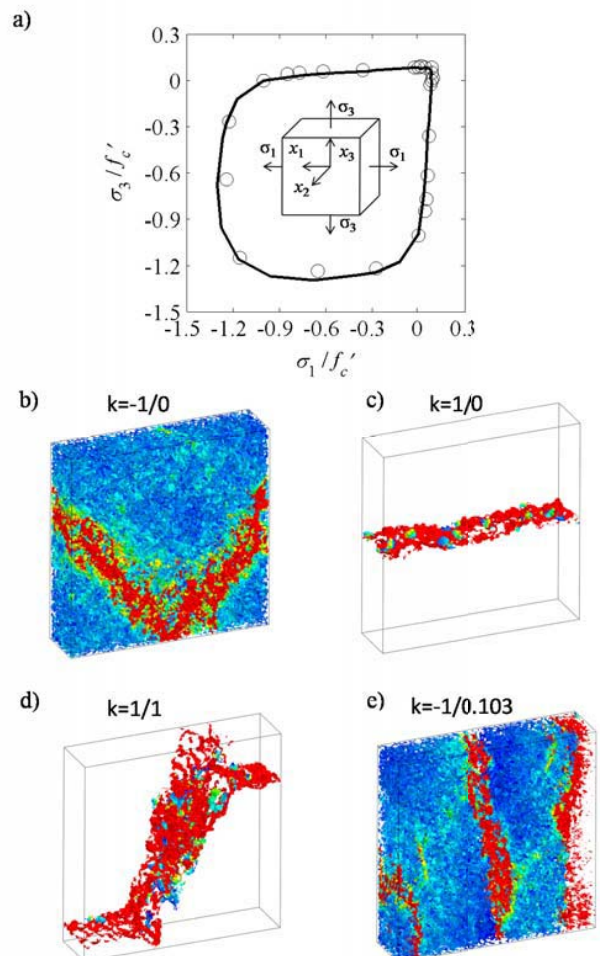 a)
0.3
0
-0.3
-0.6
-0.9
-1.2
-1.5
σ3 / fc′
σ3
σ1 x1 x3 σ1
x2
σ3
-1.5 -1.2 -0.9 -0.6 -0.3 0 0.3
σ1 / fc′
b) k=-1/0
c) k=1/0
d) k=1/1
e) k=-1/0.103